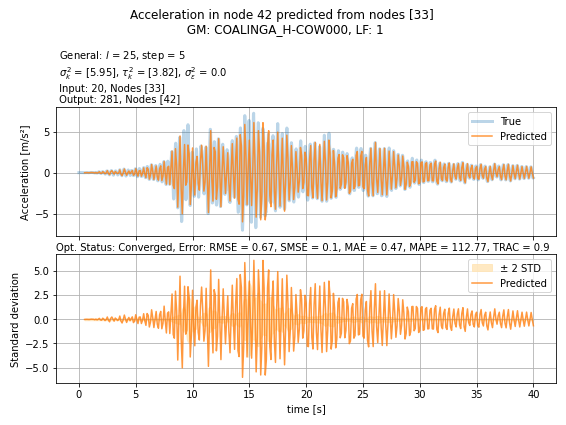 Acceleration in node 42 predicted from nodes [33]
GM: COALINGA_H-COW000, LF: 1
General: l = 25, step = 5
σ²ₖ = [5.95], τ²ₖ = [3.82], σ²ε = 0.0
Input: 20, Nodes [33]
Output: 281, Nodes [42]
Acceleration [m/s²]
5
0
−5
True
Predicted
Opt. Status: Converged, Error: RMSE = 0.67, SMSE = 0.1, MAE = 0.47, MAPE = 112.77, TRAC = 0.9
Standard deviation
5.0
2.5
0.0
−2.5
−5.0
± 2 STD
Predicted
0 5 10 15 20 25 30 35 40
time [s]